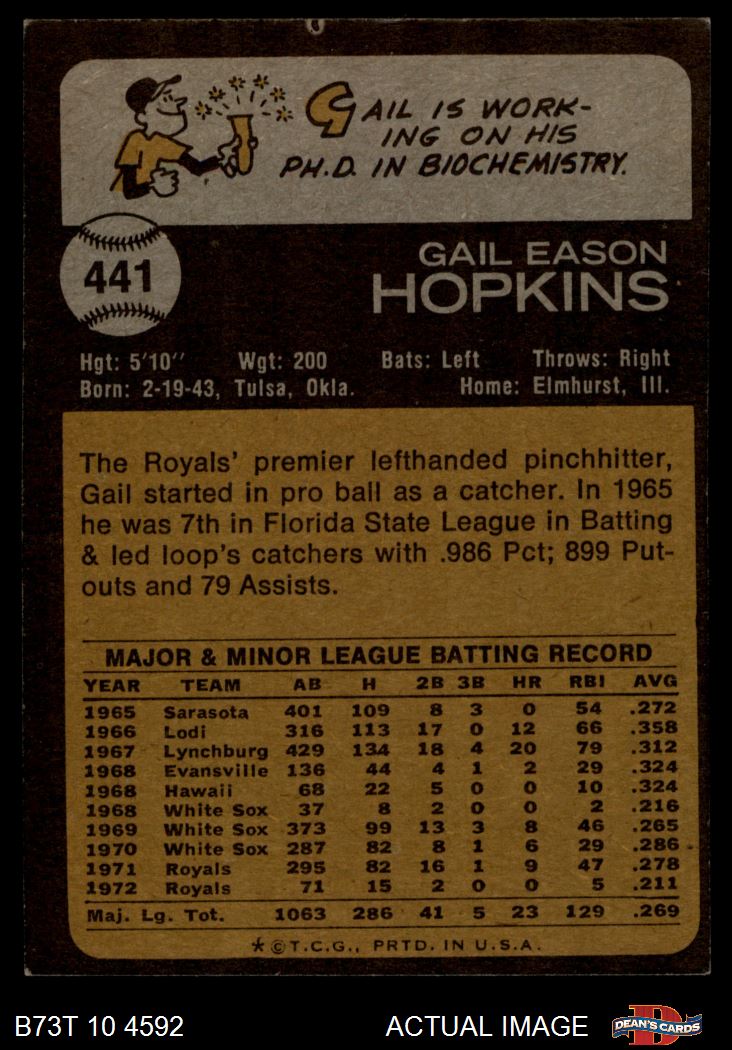 GAIL IS WORK-
ING ON HIS
PH.D. IN BIOCHEMISTRY.
441
GAIL EASON
HOPKINS
Hgt: 5'10" Wgt: 200 Bats: Left Throws: Right
Born: 2-19-43, Tulsa, Okla. Home: Elmhurst, Ill.
The Royals' premier lefthanded pinchhitter,
Gail started in pro ball as a catcher. In 1965
he was 7th in Florida State League in Batting
& led loop's catchers with .986 Pct; 899 Put-
outs and 79 Assists.
MAJOR & MINOR LEAGUE BATTING RECORD
YEAR TEAM AB H 2B 3B HR RBI AVG
1965 Sarasota 401 109 8 3 0 54 .272
1966 Lodi 316 113 17 0 12 66 .358
1967 Lynchburg 429 134 18 4 20 79 .312
1968 Evansville 136 44 4 1 2 29 .324
1968 Hawaii 68 22 5 0 0 10 .324
1968 White Sox 37 8 2 0 0 2 .216
1969 White Sox 373 99 13 3 8 46 .265
1970 White Sox 287 82 8 1 6 29 .286
1971 Royals 295 82 16 1 9 47 .278
1972 Royals 71 15 2 0 0 5 .211
Maj. Lg. Tot. 1063 286 41 5 23 129 .269
*©T.C.G., PRTD. IN U.S.A.
B73T 10 4592 ACTUAL IMAGE DEAN'S CARDS